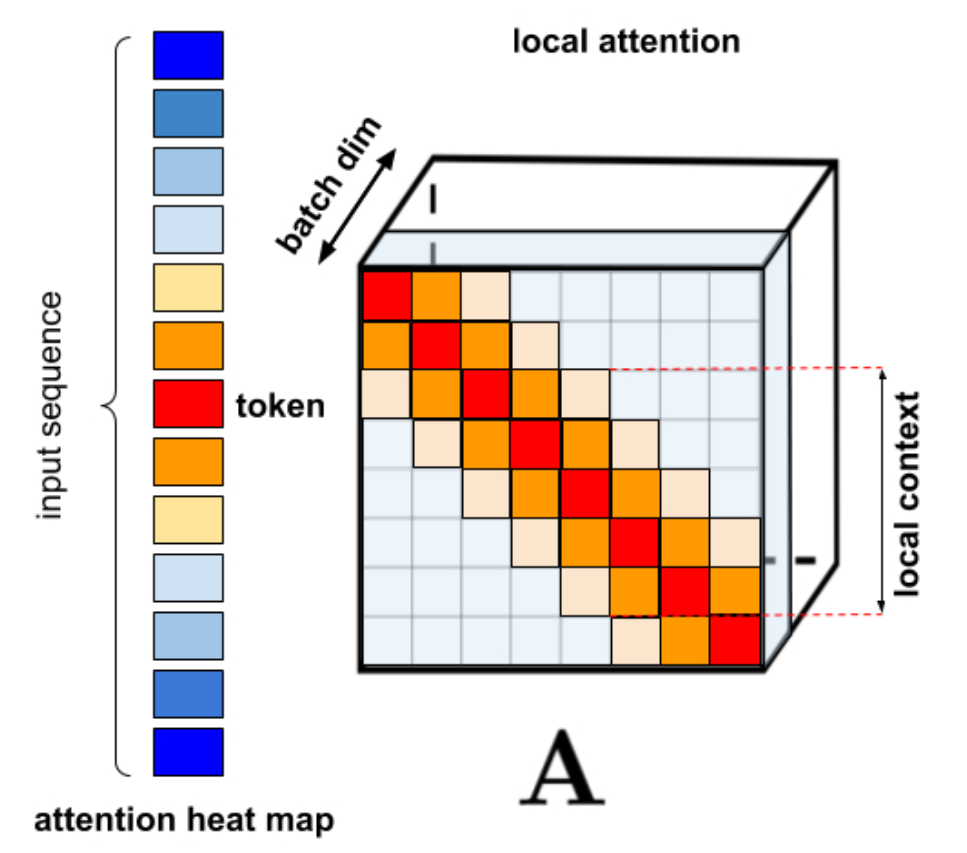 local attention
batch dim
input sequence
token
local context
A
attention heat map